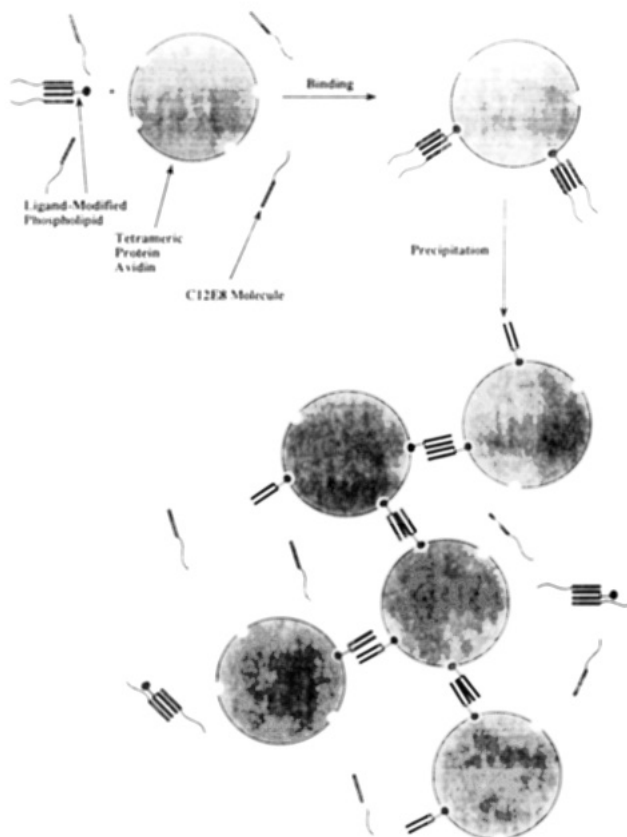 Binding
Ligand-Modified
Phospholipid
Tetrameric
Protein
Avidin
C12E8 Molecule
Precipitation